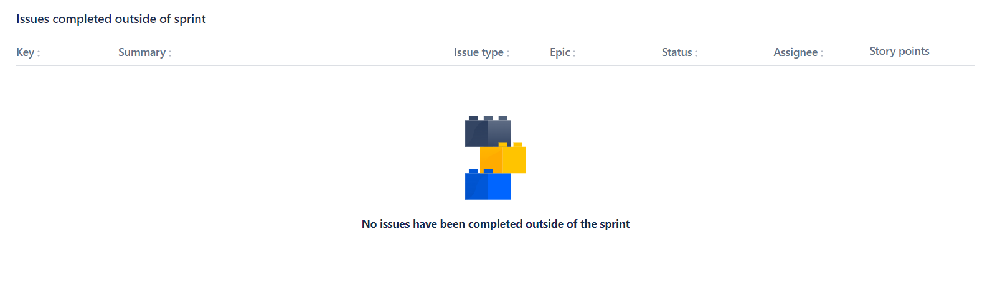 Issues completed outside of sprint
Key Summary Issue type Epic Status Assignee Story points
No issues have been completed outside of the sprint